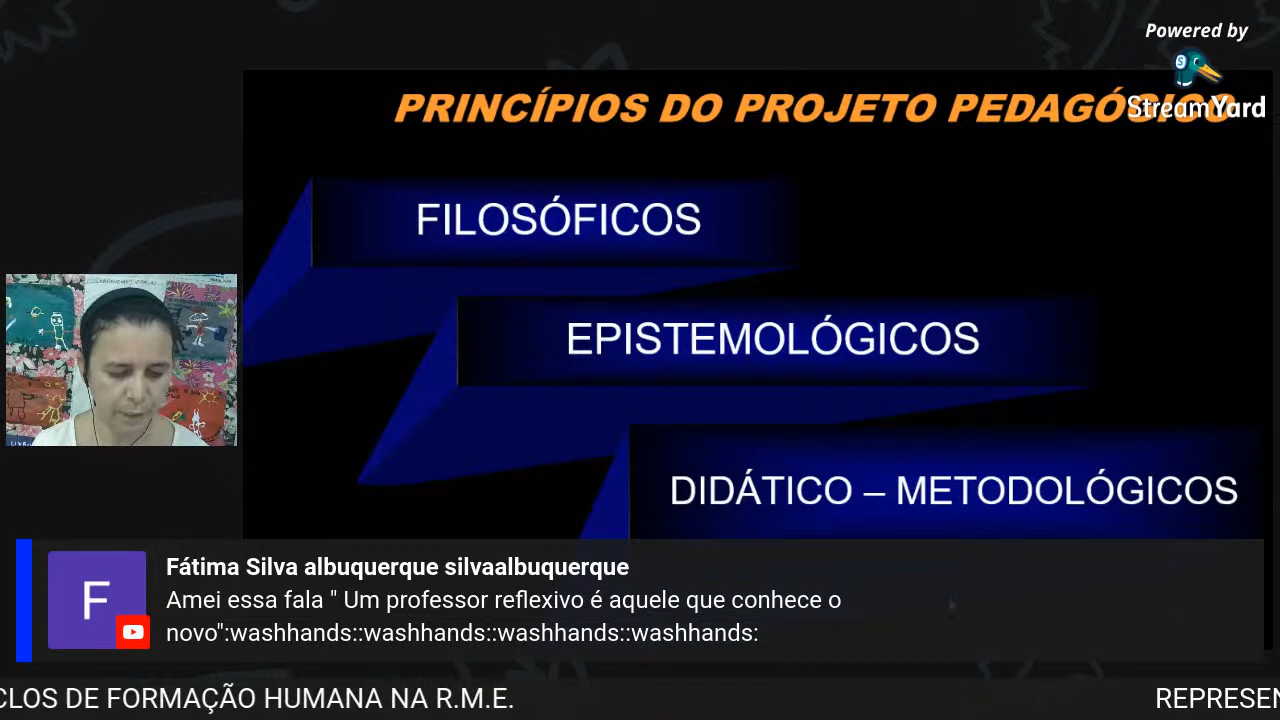 Powered by
StreamYard
PRINCÍPIOS DO PROJETO PEDAGÓGICO
FILOSÓFICOS
EPISTEMOLÓGICOS
DIDÁTICO – METODOLÓGICOS
F
Fátima Silva albuquerque silvaalbuquerque
Amei essa fala " Um professor reflexivo é aquele que conhece o
novo":washhands::washhands::washhands::washhands:
CLOS DE FORMAÇÃO HUMANA NA R.M.E. REPRESEN